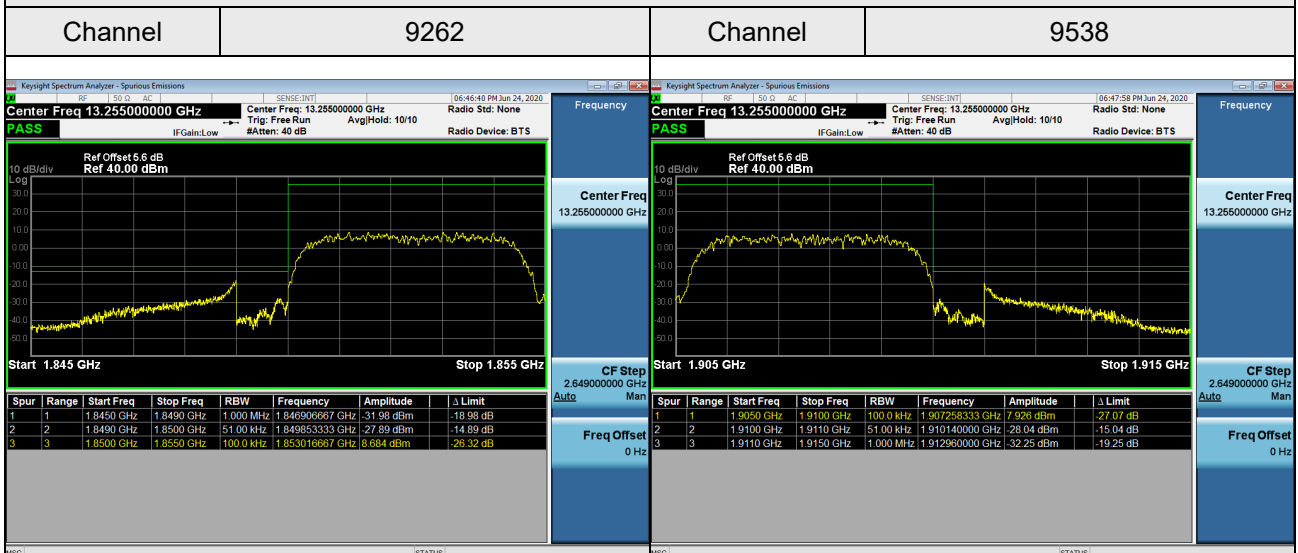 Channel 9262 Channel 9538
Keysight Spectrum Analyzer - Spurious Emissions
RF 50 Ω AC SENSE:INT 06:46:40 PM Jun 24, 2020
Center Freq 13.255000000 GHz Center Freq: 13.255000000 GHz Radio Std: None
Trig: Free Run Avg|Hold: 10/10
PASS IFGain:Low #Atten: 40 dB Radio Device: BTS
Ref Offset 5.6 dB
10 dB/div Ref 40.00 dBm
Log
30.0
20.0
10.0
0.00
-10.0
-20.0
-30.0
-40.0
-50.0
Start 1.845 GHz Stop 1.855 GHz
Spur Range Start Freq Stop Freq RBW Frequency Amplitude Δ Limit
1 1 1.8450 GHz 1.8490 GHz 1.000 MHz 1.846906667 GHz -31.98 dBm -18.98 dB
2 2 1.8490 GHz 1.8500 GHz 51.00 kHz 1.849853333 GHz -27.89 dBm -14.89 dB
3 3 1.8500 GHz 1.8550 GHz 100.0 kHz 1.853016667 GHz 8.684 dBm -26.32 dB
MSG STATUS
Frequency
Center Freq
13.255000000 GHz
CF Step
2.649000000 GHz
Auto Man
Freq Offset
0 Hz
Keysight Spectrum Analyzer - Spurious Emissions
RF 50 Ω AC SENSE:INT 06:47:58 PM Jun 24, 2020
Center Freq 13.255000000 GHz Center Freq: 13.255000000 GHz Radio Std: None
Trig: Free Run Avg|Hold: 10/10
PASS IFGain:Low #Atten: 40 dB Radio Device: BTS
Ref Offset 5.6 dB
10 dB/div Ref 40.00 dBm
Log
30.0
20.0
10.0
0.00
-10.0
-20.0
-30.0
-40.0
-50.0
Start 1.905 GHz Stop 1.915 GHz
Spur Range Start Freq Stop Freq RBW Frequency Amplitude Δ Limit
1 1 1.9050 GHz 1.9100 GHz 100.0 kHz 1.907258333 GHz 7.926 dBm -27.07 dB
2 2 1.9100 GHz 1.9110 GHz 51.00 kHz 1.910140000 GHz -28.04 dBm -15.04 dB
3 3 1.9110 GHz 1.9150 GHz 1.000 MHz 1.912960000 GHz -32.25 dBm -19.25 dB
MSG STATUS
Frequency
Center Freq
13.255000000 GHz
CF Step
2.649000000 GHz
Auto Man
Freq Offset
0 Hz